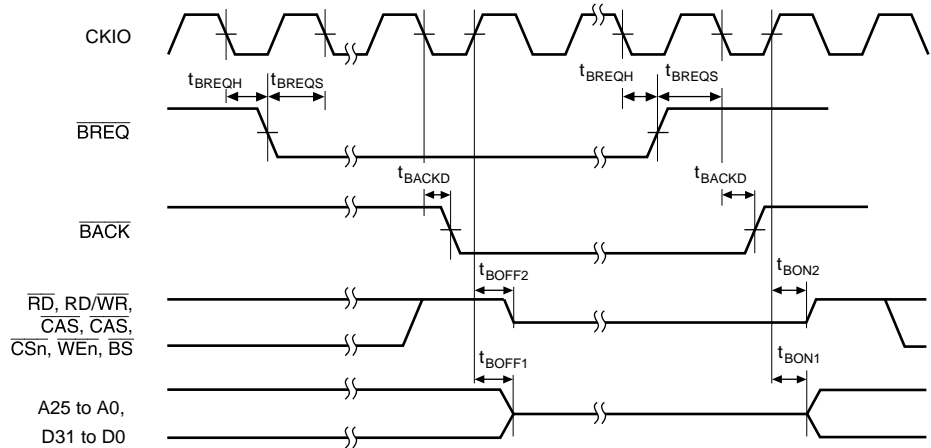 CKIO
tBREQH tBREQS tBREQH tBREQS
BREQ
tBACKD tBACKD
BACK
tBOFF2 tBON2
RD, RD/WR,
CAS, CAS,
CSn, WEn, BS
tBOFF1 tBON1
A25 to A0,
D31 to D0